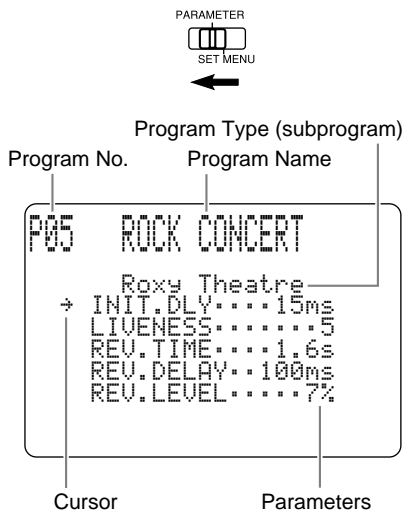 PARAMETER
SET MENU
Program Type (subprogram)
Program No. Program Name
P05 ROCK CONCERT
Roxy Theatre
→ INIT.DLY····15ms
LIVENESS·······5
REV.TIME····1.6s
REV.DELAY··100ms
REV.LEVEL·····7%
Cursor Parameters